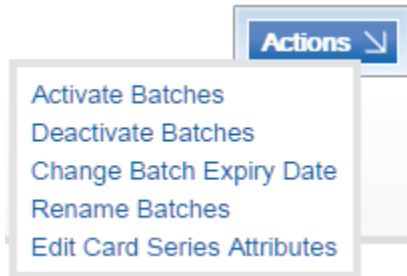 Actions
Activate Batches
Deactivate Batches
Change Batch Expiry Date
Rename Batches
Edit Card Series Attributes